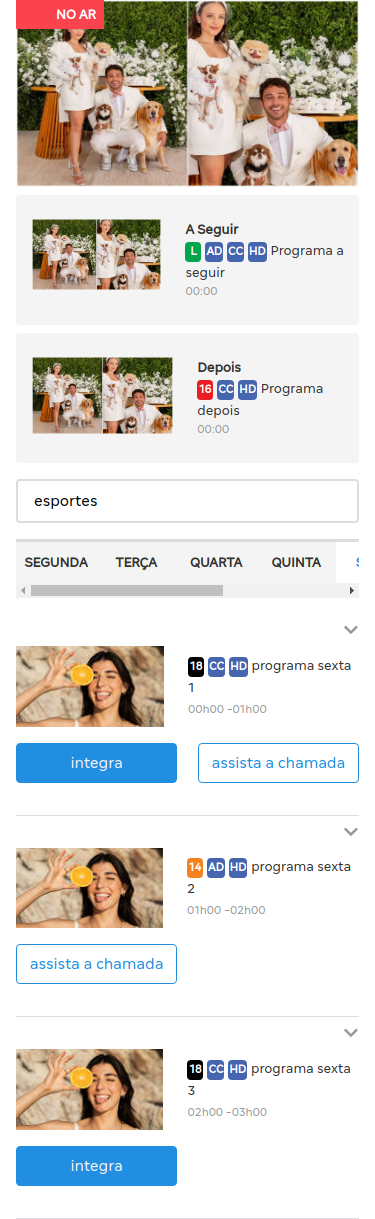 NO AR
A Seguir
L AD CC HD Programa a
seguir
00:00
Depois
16 CC HD Programa
depois
00:00
esportes
SEGUNDA TERÇA QUARTA QUINTA
18 CC HD programa sexta
1
00h00 -01h00
integra assista a chamada
14 AD HD programa sexta
2
01h00 -02h00
assista a chamada
18 CC HD programa sexta
3
02h00 -03h00
integra